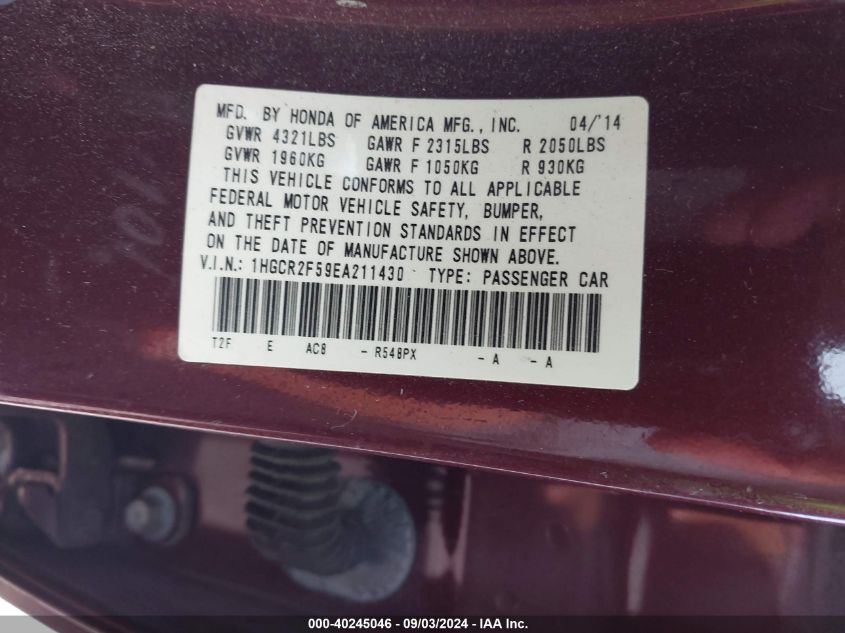 MFD. BY HONDA OF AMERICA MFG., INC. 04/'14
GVWR 4321LBS GAWR F 2315LBS R 2050LBS
GVWR 1960KG GAWR F 1050KG R 930KG
THIS VEHICLE CONFORMS TO ALL APPLICABLE
FEDERAL MOTOR VEHICLE SAFETY, BUMPER,
AND THEFT PREVENTION STANDARDS IN EFFECT
ON THE DATE OF MANUFACTURE SHOWN ABOVE.
V.I.N.: 1HGCR2F59EA211430 TYPE: PASSENGER CAR
T2F E AC8 - R548PX - A - A
000-40245046 - 09/03/2024 - IAA Inc.